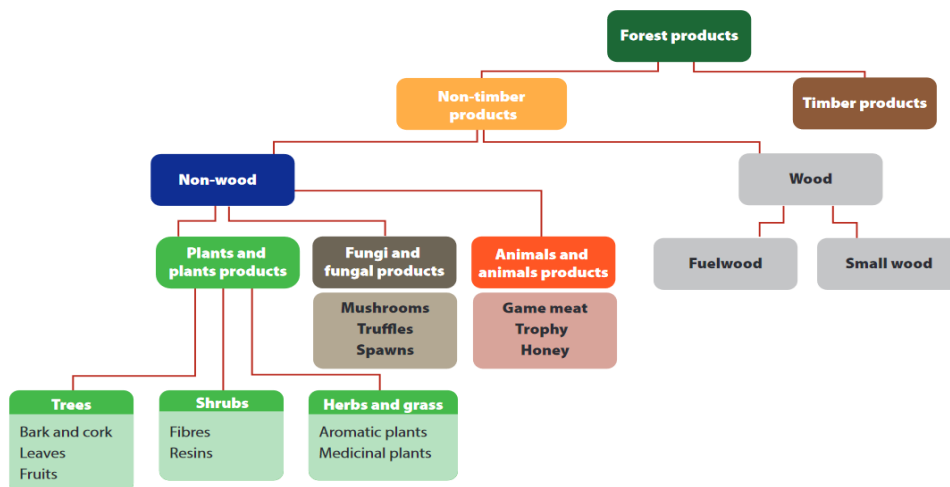 Forest products
Non-timber
products
Timber products
Non-wood
Wood
Plants and
plants products
Fungi and
fungal products
Animals and
animals products
Fuelwood
Small wood
Mushrooms
Truffles
Spawns
Game meat
Trophy
Honey
Trees
Bark and cork
Leaves
Fruits
Shrubs
Fibres
Resins
Herbs and grass
Aromatic plants
Medicinal plants